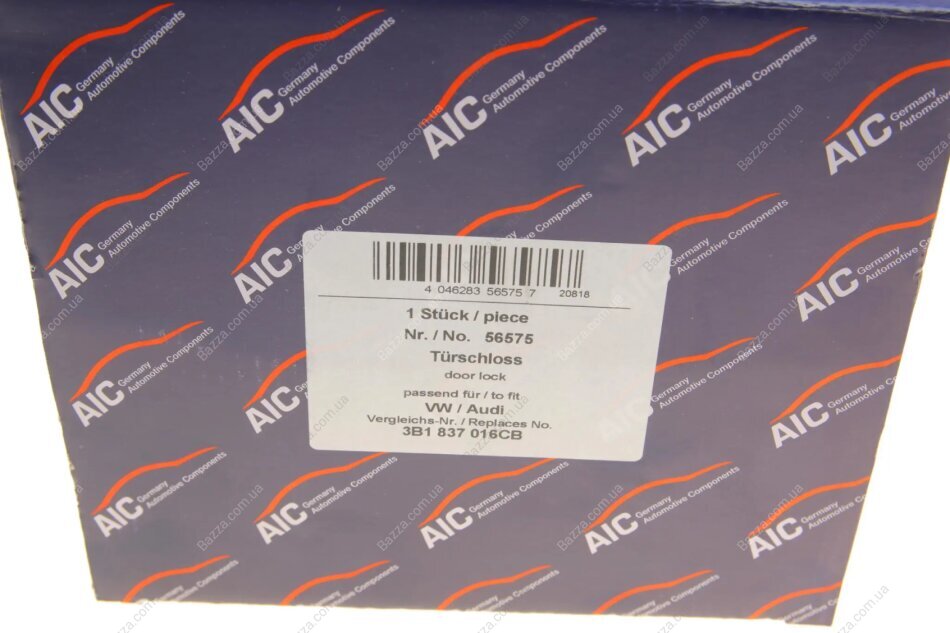 AIC Germany
Automotive Components
4 046283 56575 7 20818
1 Stück / piece
Nr. / No. 56575
Türschloss
door lock
passend für / to fit
VW / Audi
Vergleichs-Nr. / Replaces No.
3B1 837 016CB
Bazza.com.ua